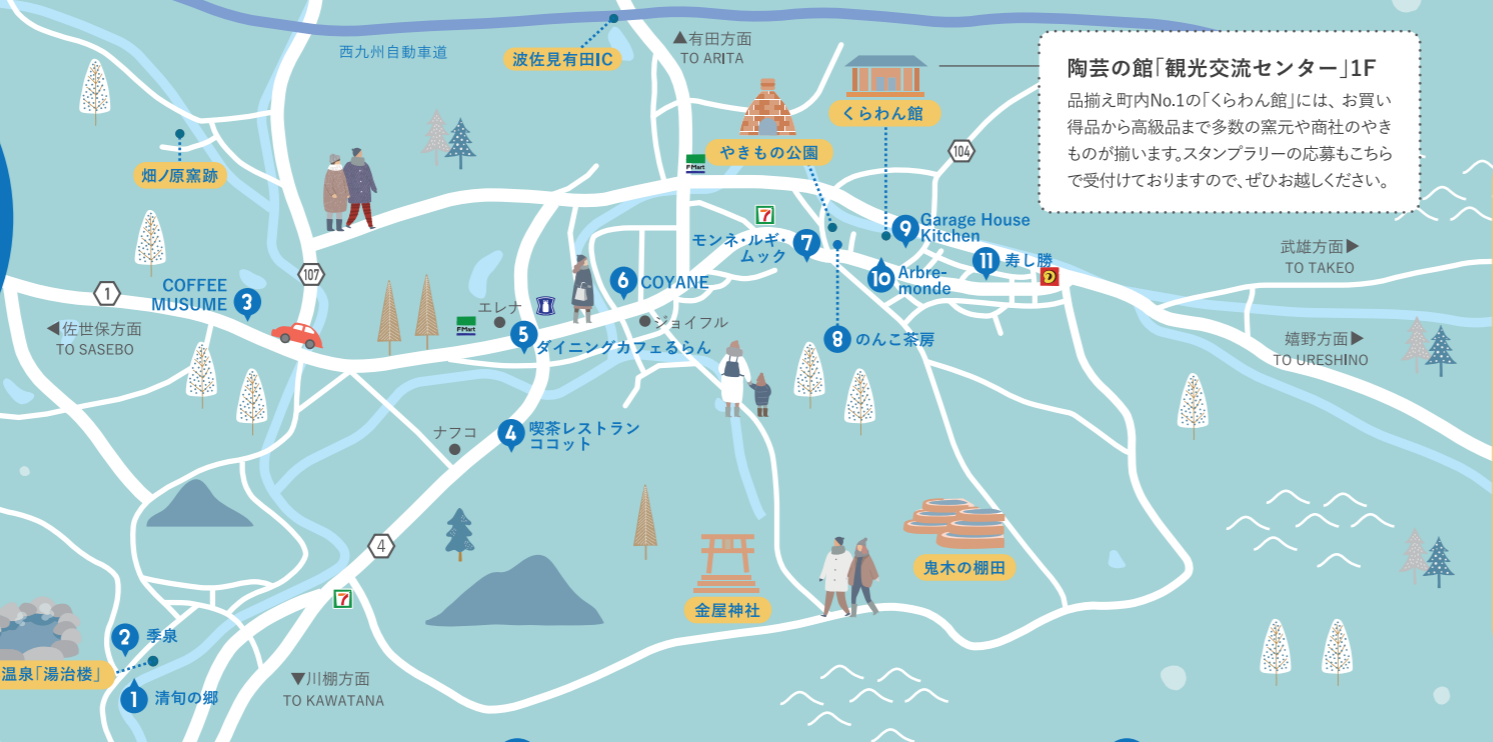 西九州自動車道
波佐見有田IC
▲有田方面
TO ARITA
陶芸の館「観光交流センター」1F
品揃え町内No.1の「くらわん館」には、お買い
得品から高級品まで多数の窯元や商社のやき
ものが揃います。スタンプラリーの応募もこちら
で受付けておりますので、ぜひお越しください。
くらわん館
やきもの公園
104
畑ノ原窯跡
FMart
7
モンネ・ルギ・
ムック
7
9
Garage House
Kitchen
10
Arbre-
monde
11
寿し勝
武雄方面▶
TO TAKEO
嬉野方面▶
TO URESHINO
1
COFFEE
MUSUME
3
107
◀佐世保方面
TO SASEBO
エレナ
FMart
5
ダイニングカフェるらん
6
COYANE
ジョイフル
8
のんこ茶房
ナフコ
4
喫茶レストラン
ココット
4
7
金屋神社
鬼木の棚田
2
季泉
温泉「湯治楼」
1
清旬の郷
▼川棚方面
TO KAWATANA